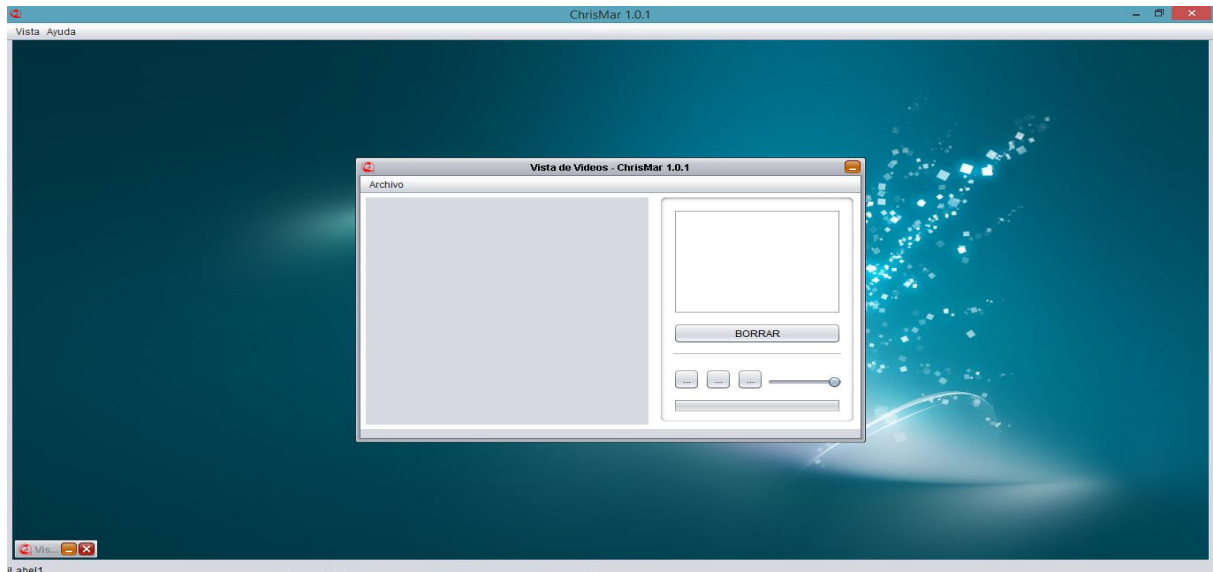 ChrisMar 1.0.1
Vista Ayuda
Vista de Videos - ChrisMar 1.0.1
Archivo
BORRAR
... ... ...
Vis...
jLabel1